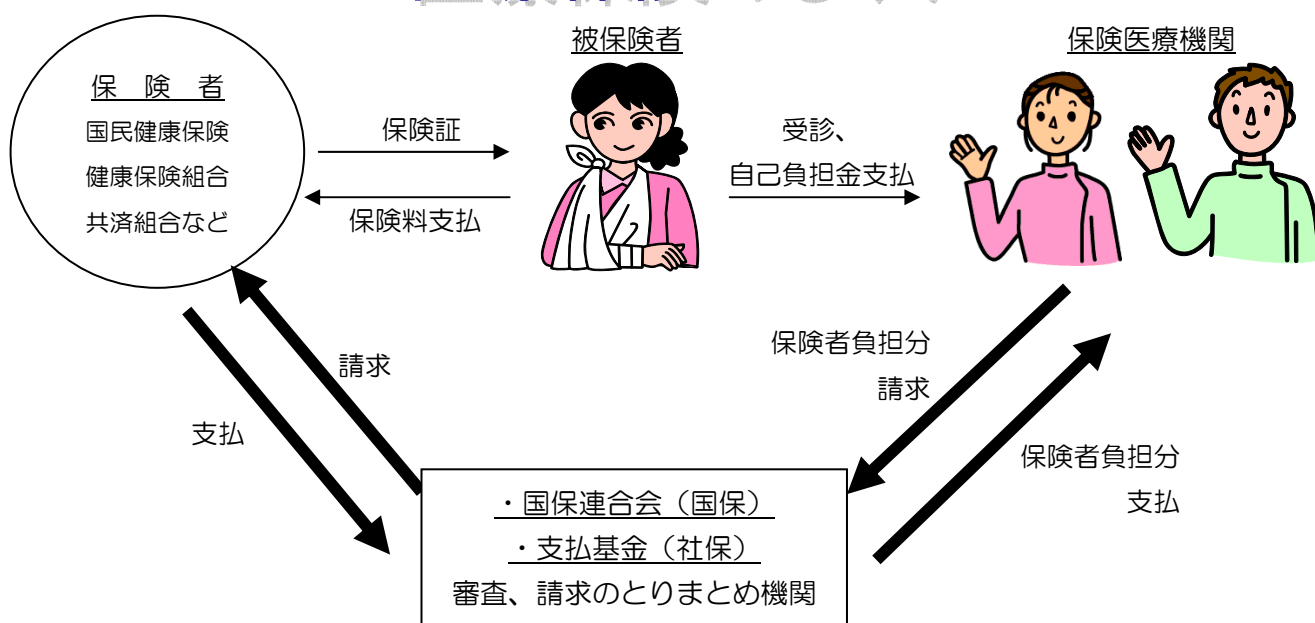 被保険者
保険医療機関
保　険　者
国民健康保険
健康保険組合
共済組合など
保険証
保険料支払
受診、
自己負担金支払
請求
支払
保険者負担分
請求
保険者負担分
支払
・国保連合会（国保）
・支払基金（社保）
審査、請求のとりまとめ機関